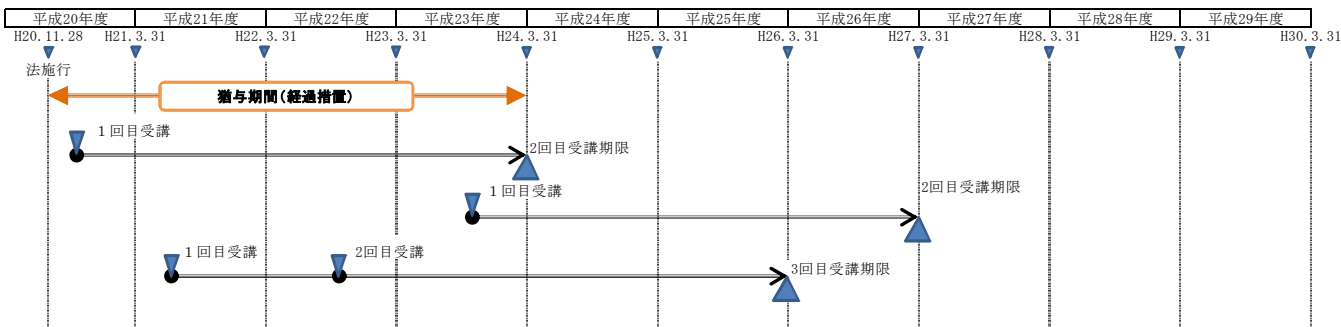 平成20年度 平成21年度 平成22年度 平成23年度 平成24年度 平成25年度 平成26年度 平成27年度 平成28年度 平成29年度
H20.11.28 H21.3.31 H22.3.31 H23.3.31 H24.3.31 H25.3.31 H26.3.31 H27.3.31 H28.3.31 H29.3.31 H30.3.31
法施行
猶予期間(経過措置)
1回目受講
2回目受講期限
1回目受講
2回目受講期限
1回目受講 2回目受講
3回目受講期限